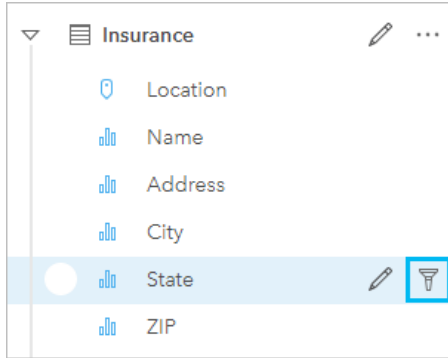 Insurance
Location
Name
Address
City
State
ZIP